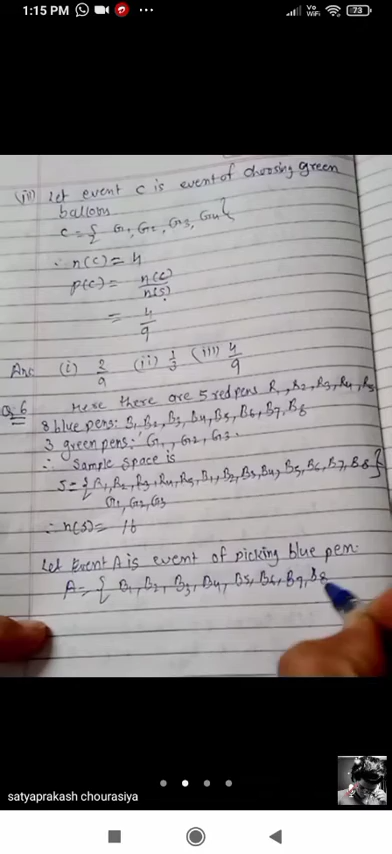 1:15 PM
Vo
WiFi
73
(iii) Let event C is event of choosing green
balloon
C = { G1, G2, G3, G4 }
∴ n(C) = 4
P(C) = n(C)/n(S)
= 4/9
Ans (i) 2/9 (ii) 1/3 (iii) 4/9
Q.6 Here there are 5 red pens R1, R2, R3, R4, R5
8 blue pens: B1, B2, B3, B4, B5, B6, B7, B8
3 green pens: G1, G2, G3.
∴ Sample space is
S = { R1, R2, R3, R4, R5, B1, B2, B3, B4, B5, B6, B7, B8 }
G1, G2, G3
∴ n(S) = 16
Let Event A is event of picking blue pen.
A = { B1, B2, B3, B4, B5, B6, B7, B8
satyaprakash chourasiya